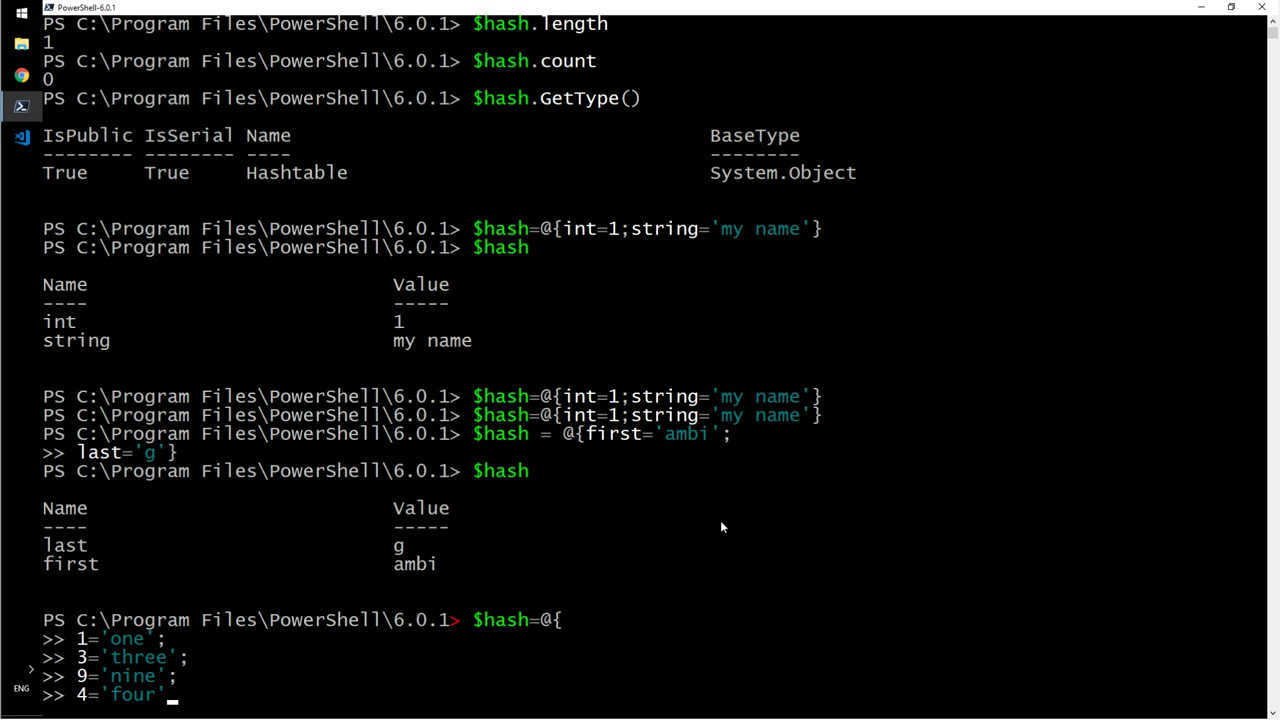 PowerShell-6.0.1
PS C:\Program Files\PowerShell\6.0.1> $hash.length
1
PS C:\Program Files\PowerShell\6.0.1> $hash.count
0
PS C:\Program Files\PowerShell\6.0.1> $hash.GetType()
IsPublic IsSerial Name                                     BaseType
-------- -------- ----                                     --------
True     True     Hashtable                                System.Object
PS C:\Program Files\PowerShell\6.0.1> $hash=@{int=1;string='my name'}
PS C:\Program Files\PowerShell\6.0.1> $hash
Name                           Value
----                           -----
int                            1
string                         my name
PS C:\Program Files\PowerShell\6.0.1> $hash=@{int=1;string='my name'}
PS C:\Program Files\PowerShell\6.0.1> $hash=@{int=1;string='my name'}
PS C:\Program Files\PowerShell\6.0.1> $hash = @{first='ambi';
>> last='g'}
PS C:\Program Files\PowerShell\6.0.1> $hash
Name                           Value
----                           -----
last                           g
first                          ambi
PS C:\Program Files\PowerShell\6.0.1> $hash=@{
>> 1='one';
>> 3='three';
>> 9='nine';
>> 4='four'
ENG